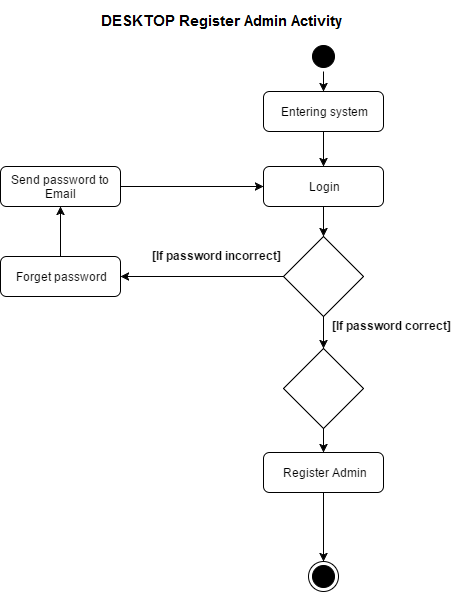 DESKTOP Register Admin Activity
Entering system
Send password to
Email
Login
[If password incorrect]
Forget password
[If password correct]
Register Admin